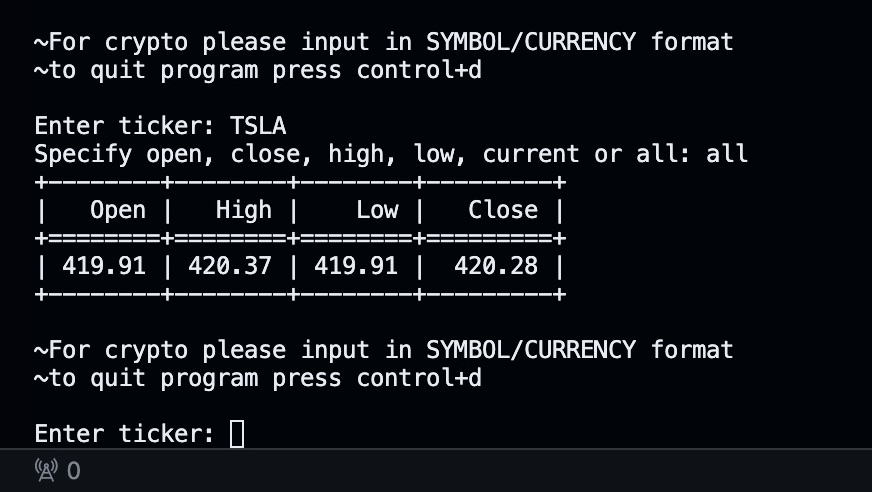 ~For crypto please input in SYMBOL/CURRENCY format
~to quit program press control+d
Enter ticker: TSLA
Specify open, close, high, low, current or all: all
+--------+--------+--------+---------+
|   Open |   High |    Low |   Close |
+========+========+========+=========+
| 419.91 | 420.37 | 419.91 |  420.28 |
+--------+--------+--------+---------+
~For crypto please input in SYMBOL/CURRENCY format
~to quit program press control+d
Enter ticker:
0